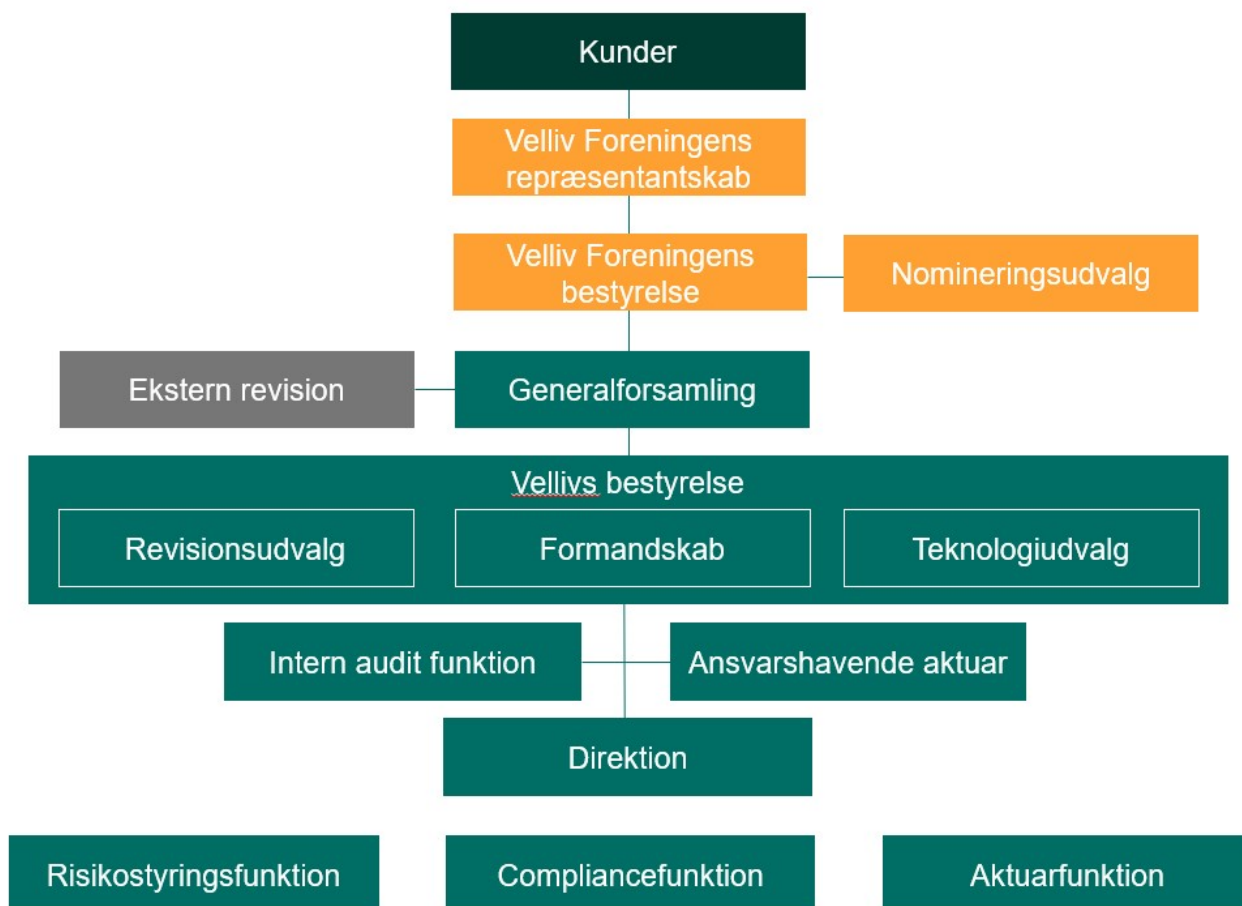 Kunder
Velliv Foreningens
repræsentantskab
Velliv Foreningens
bestyrelse
Nomineringsudvalg
Ekstern revision
Generalforsamling
Vellivs bestyrelse
Revisionsudvalg
Formandskab
Teknologiudvalg
Intern audit funktion
Ansvarshavende aktuar
Direktion
Risikostyringsfunktion
Compliancefunktion
Aktuarfunktion